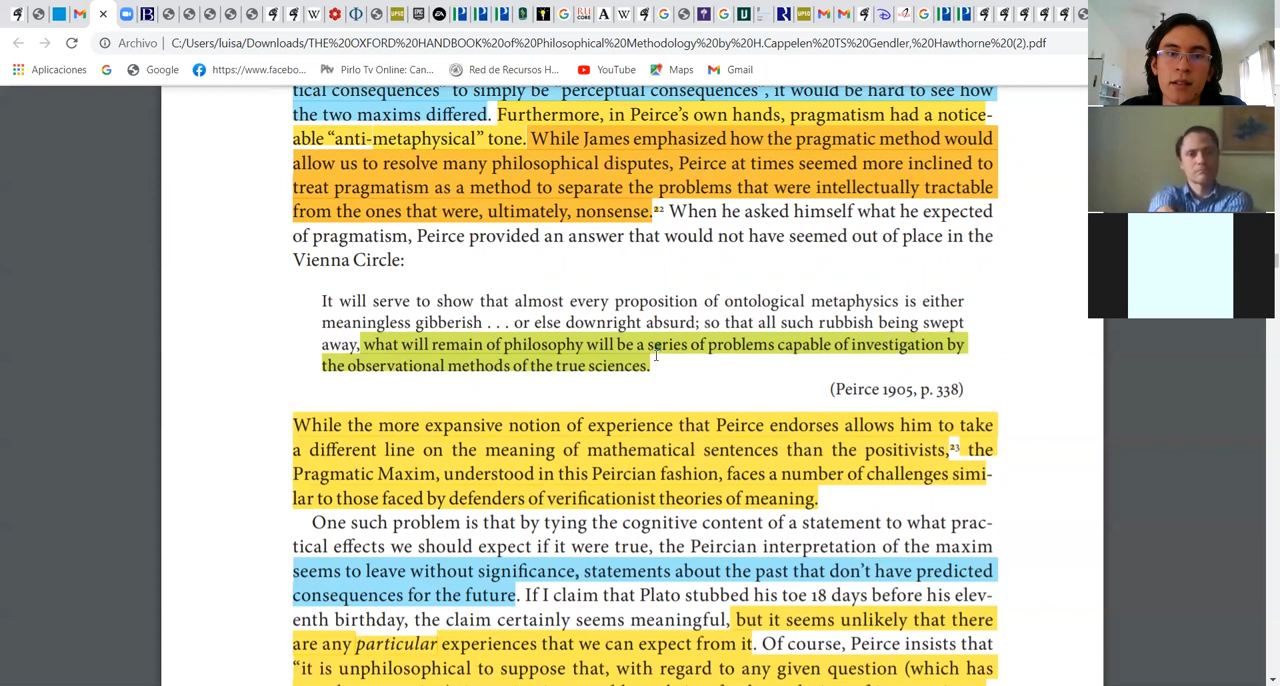 Archivo
C:/Users/luisa/Downloads/THE%20OXFORD%20HANDBOOK%20of%20Philosophical%20Methodology%20by%20H.Cappelen%20TS%20Gendler,%20Hawthorne%20(2).pdf
Aplicaciones
Google
https://www.facebo...
Pirlo Tv Online: Can...
Red de Recursos H...
YouTube
Maps
Gmail
tical consequences” to simply be “perceptual consequences”, it would be hard to see how
the two maxims differed. Furthermore, in Peirce’s own hands, pragmatism had a notice-
able “anti-metaphysical” tone. While James emphasized how the pragmatic method would
allow us to resolve many philosophical disputes, Peirce at times seemed more inclined to
treat pragmatism as a method to separate the problems that were intellectually tractable
from the ones that were, ultimately, nonsense.22 When he asked himself what he expected
of pragmatism, Peirce provided an answer that would not have seemed out of place in the
Vienna Circle:
It will serve to show that almost every proposition of ontological metaphysics is either
meaningless gibberish . . . or else downright absurd; so that all such rubbish being swept
away, what will remain of philosophy will be a series of problems capable of investigation by
the observational methods of the true sciences.
(Peirce 1905, p. 338)
While the more expansive notion of experience that Peirce endorses allows him to take
a different line on the meaning of mathematical sentences than the positivists,23 the
Pragmatic Maxim, understood in this Peircian fashion, faces a number of challenges simi-
lar to those faced by defenders of verificationist theories of meaning.
One such problem is that by tying the cognitive content of a statement to what prac-
tical effects we should expect if it were true, the Peircian interpretation of the maxim
seems to leave without significance, statements about the past that don’t have predicted
consequences for the future. If I claim that Plato stubbed his toe 18 days before his elev-
enth birthday, the claim certainly seems meaningful, but it seems unlikely that there
are any particular experiences that we can expect from it. Of course, Peirce insists that
“it is unphilosophical to suppose that, with regard to any given question (which has